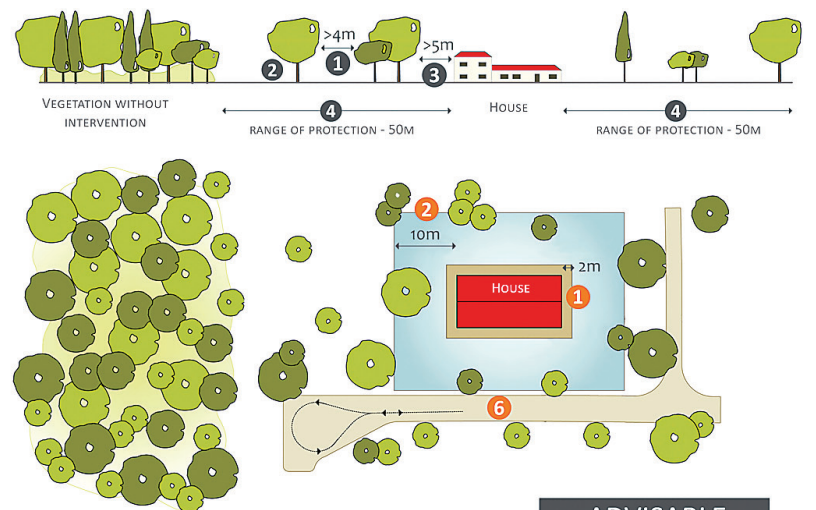 >4m
1
2
>5m
3
VEGETATION WITHOUT
INTERVENTION
4
RANGE OF PROTECTION - 50M
HOUSE
4
RANGE OF PROTECTION - 50M
2
10m
2m
HOUSE
1
6
ADVISABLE